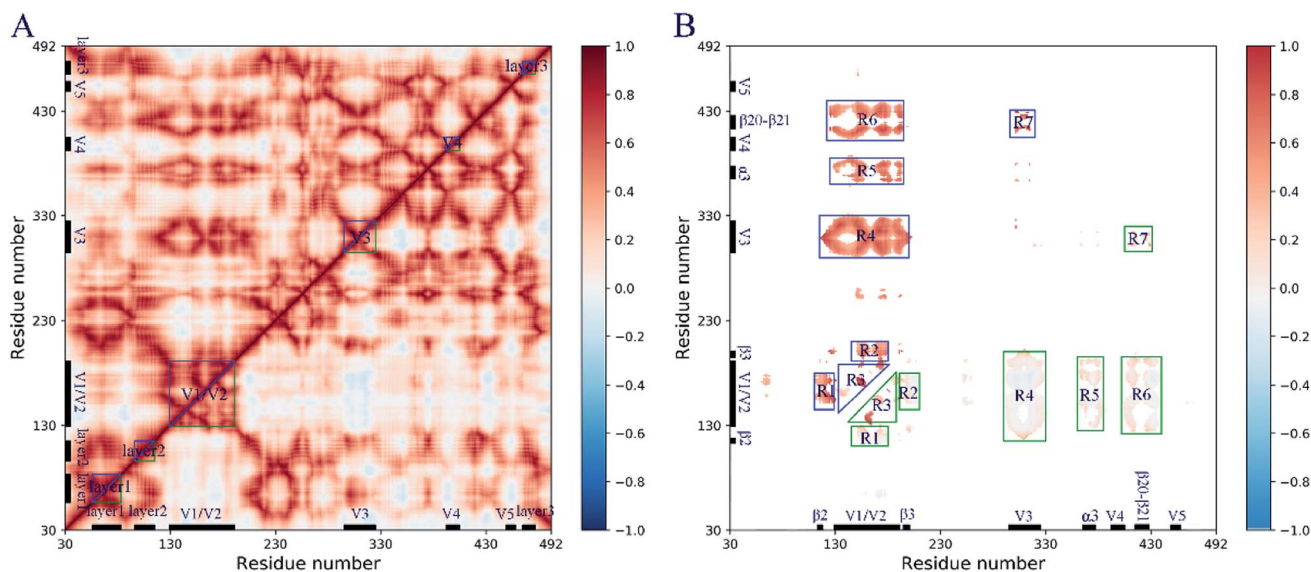 A
492
430
330
230
130
30
30
130
230
330
430
492
Residue number
Residue number
layer3
V5
V4
V3
V1/V2
layer2
layer1
layer1
layer2
V1/V2
V3
V4
V5
layer3
layer3
V4
V3
V1/V2
layer2
layer1
1.0
0.8
0.6
0.4
0.2
0.0
−0.2
−0.4
−0.6
−0.8
−1.0
B
492
430
330
230
130
30
30
130
230
330
430
492
Residue number
Residue number
V5
β20-β21
V4
α3
V3
β3
V1/V2
β2
β2
V1/V2
β3
V3
α3
V4
β20-β21
V5
R6
R7
R5
R4
R7
R2
R1
R3
R3
R2
R1
R4
R5
R6
1.0
0.8
0.6
0.4
0.2
0.0
−0.2
−0.4
−0.6
−0.8
−1.0